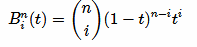 $B_i^n(t) = \binom{n}{i}(1-t)^{n-i}t^i$